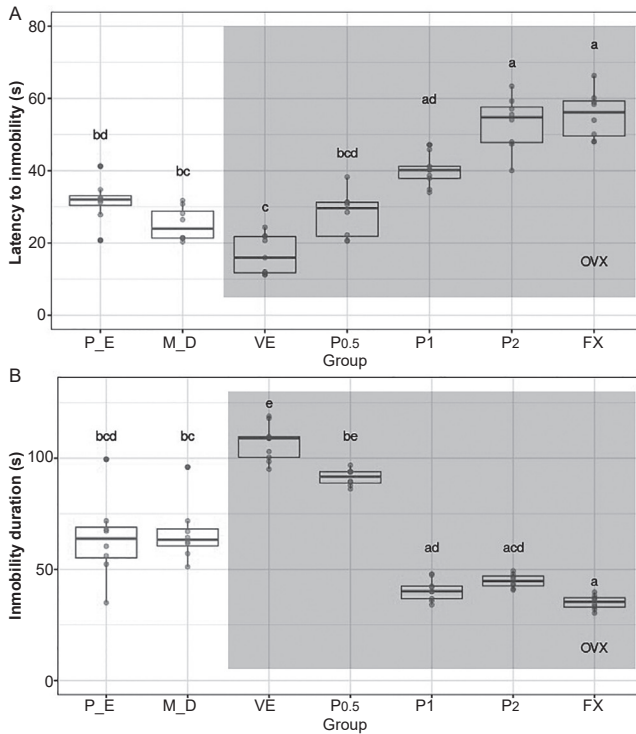 A
80
60
40
20
0
Latency to inmobility (s)
bd
bc
c
bcd
ad
a
a
OVX
P_E M_D VE P0.5 P1 P2 FX
Group
B
100
50
0
Inmobility duration (s)
bcd
bc
e
be
ad
acd
a
OVX
P_E M_D VE P0.5 P1 P2 FX
Group